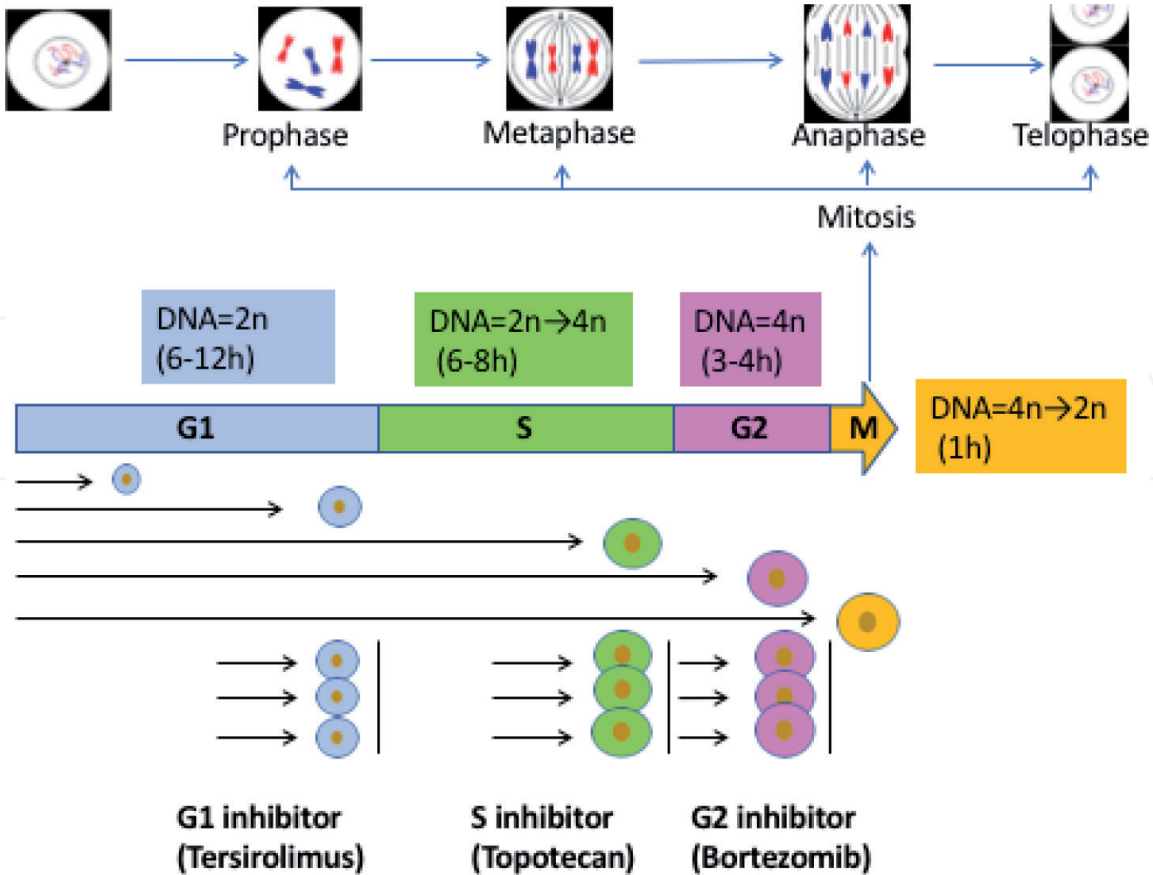 Prophase
Metaphase
Anaphase
Telophase
Mitosis
DNA=2n
(6-12h)
DNA=2n→4n
(6-8h)
DNA=4n
(3-4h)
G1
S
G2
M
DNA=4n→2n
(1h)
G1 inhibitor
(Tersirolimus)
S inhibitor
(Topotecan)
G2 inhibitor
(Bortezomib)